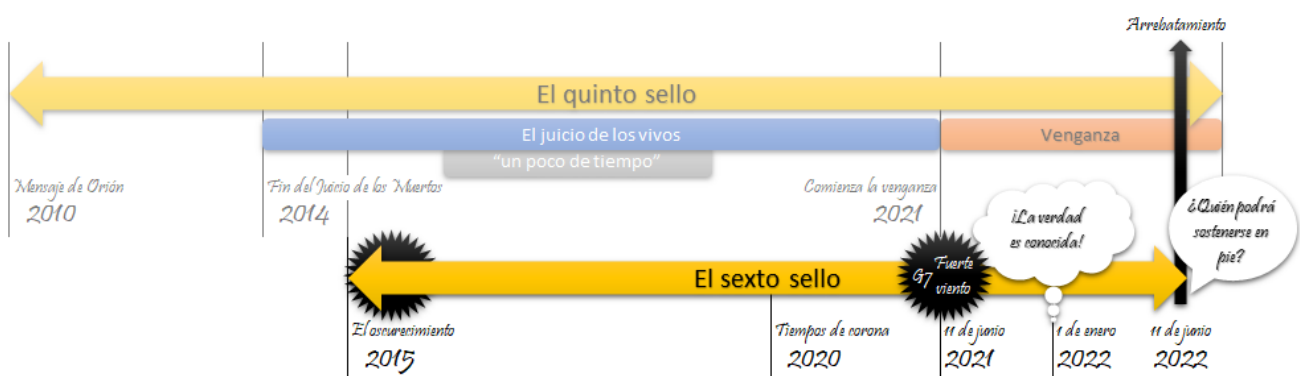 Arrebatamiento
El quinto sello
El juicio de los vivos
Venganza
"un poco de tiempo"
Mensaje de Orión
2010
Fin del Juicio de los Muertos
2014
Comienza la venganza
2021
¡La verdad
es conocida!
¿Quién podrá
sostenerse en
pie?
El sexto sello
G7
Fuerte
viento
El oscurecimiento
2015
Tiempos de corona
2020
11 de junio
2021
1 de enero
2022
11 de junio
2022